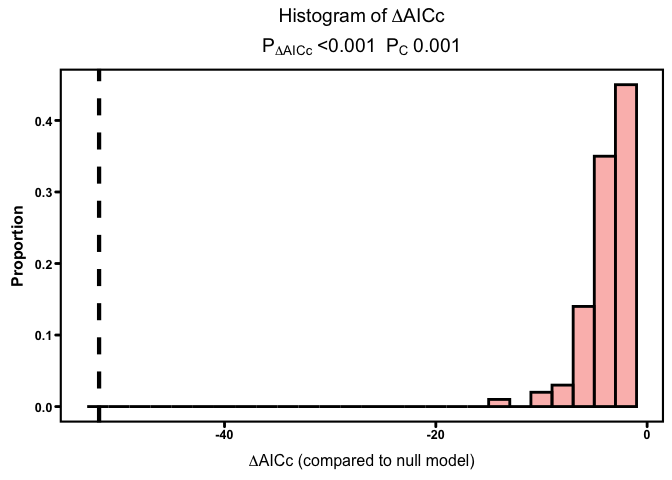 Histogram of ΔAICc
PΔAICc <0.001 PC 0.001
Proportion
0.4
0.3
0.2
0.1
0.0
-40 -20 0
ΔAICc (compared to null model)